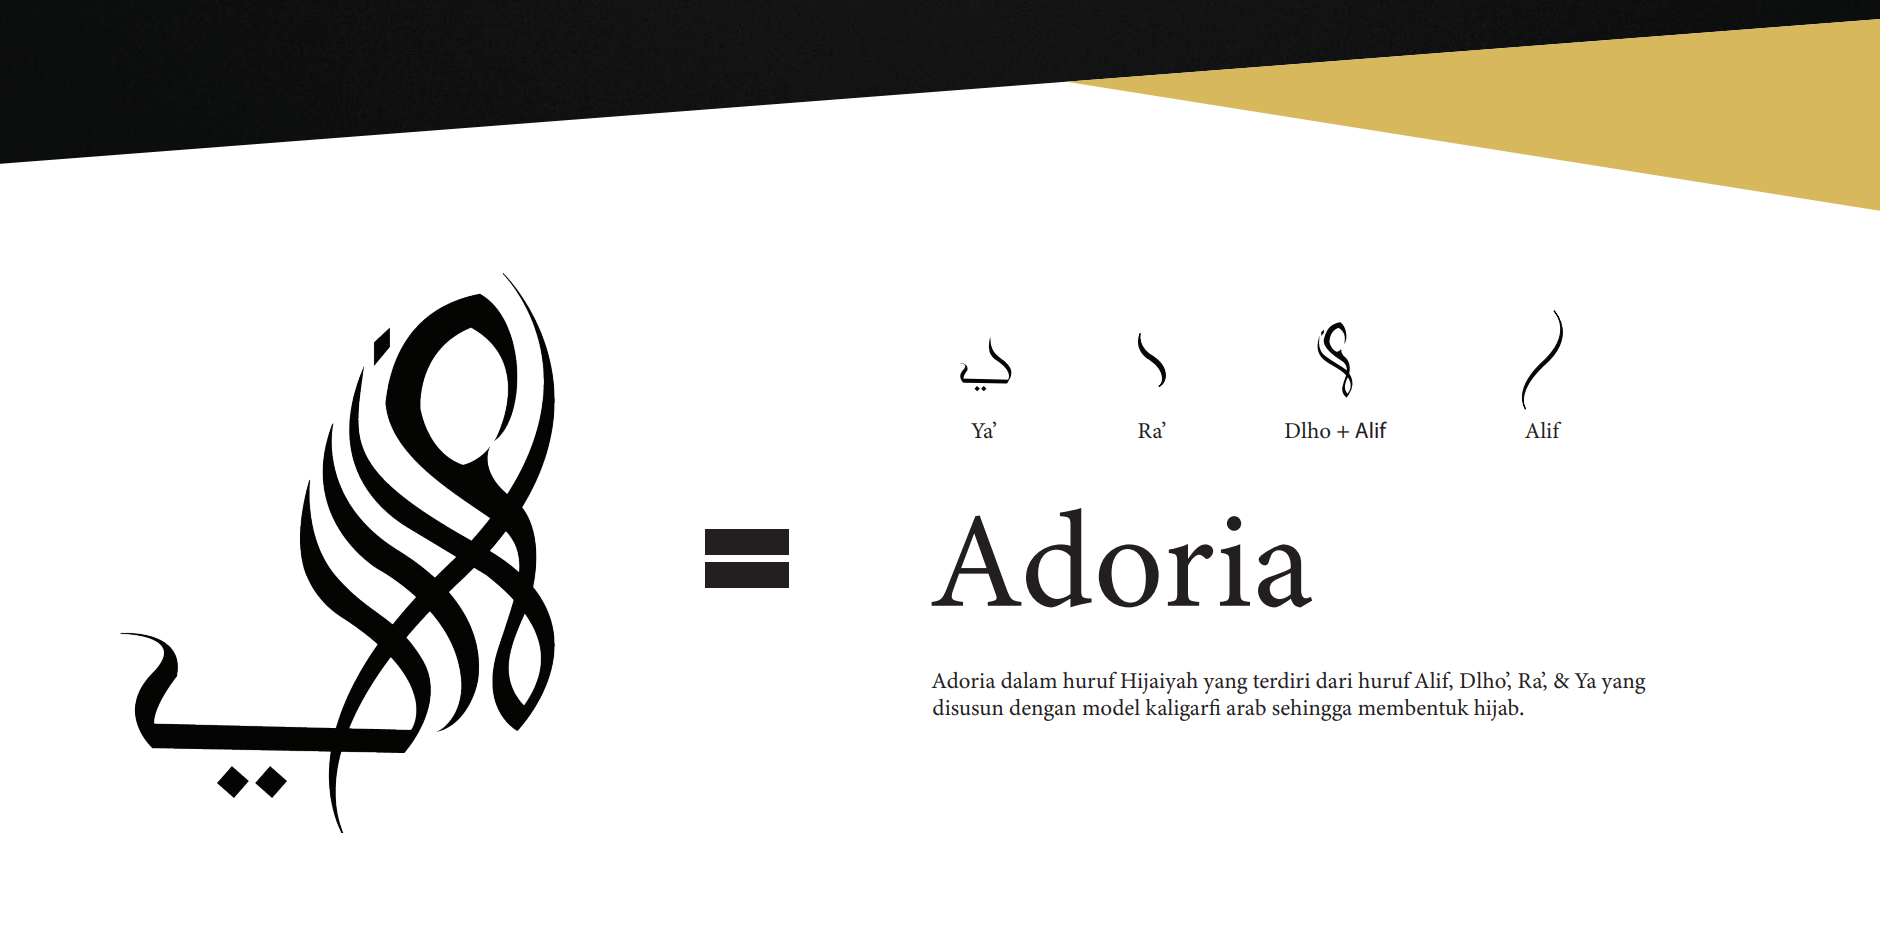 =
Ya’ Ra’ Dlho + Alif Alif
Adoria
Adoria dalam huruf Hijaiyah yang terdiri dari huruf Alif, Dlho’, Ra’, & Ya yang
disusun dengan model kaligarfi arab sehingga membentuk hijab.